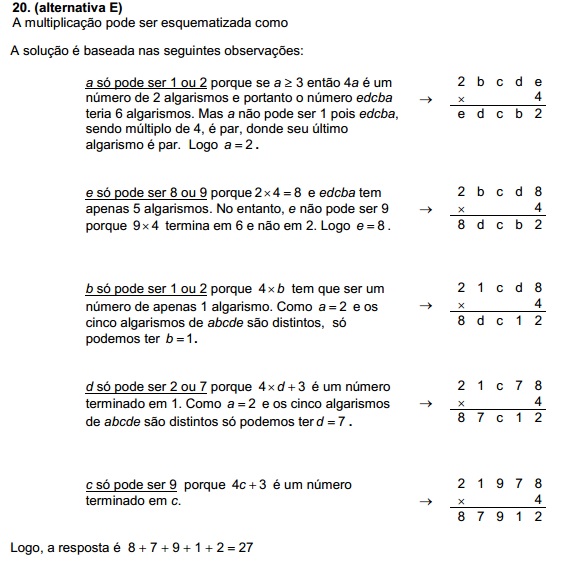 20. (alternativa E)
A multiplicação pode ser esquematizada como
A solução é baseada nas seguintes observações:
a só pode ser 1 ou 2 porque se a ≥ 3 então 4a é um
número de 2 algarismos e portanto o número edcba
teria 6 algarismos. Mas a não pode ser 1 pois edcba,
sendo múltiplo de 4, é par, donde seu último
algarismo é par. Logo a = 2 .
→
2 b c d e
× 4
e d c b 2
e só pode ser 8 ou 9 porque 2 × 4 = 8 e edcba tem
apenas 5 algarismos. No entanto, e não pode ser 9
porque 9 × 4 termina em 6 e não em 2. Logo e = 8 .
→
2 b c d 8
× 4
8 d c b 2
b só pode ser 1 ou 2 porque 4 × b tem que ser um
número de apenas 1 algarismo. Como a = 2 e os
cinco algarismos de abcde são distintos, só
podemos ter b = 1.
→
2 1 c d 8
× 4
8 d c 1 2
d só pode ser 2 ou 7 porque 4 × d + 3 é um número
terminado em 1. Como a = 2 e os cinco algarismos
de abcde são distintos só podemos ter d = 7 .
→
2 1 c 7 8
× 4
8 7 c 1 2
c só pode ser 9 porque 4c + 3 é um número
terminado em c.
→
2 1 9 7 8
× 4
8 7 9 1 2
Logo, a resposta é 8 + 7 + 9 + 1 + 2 = 27